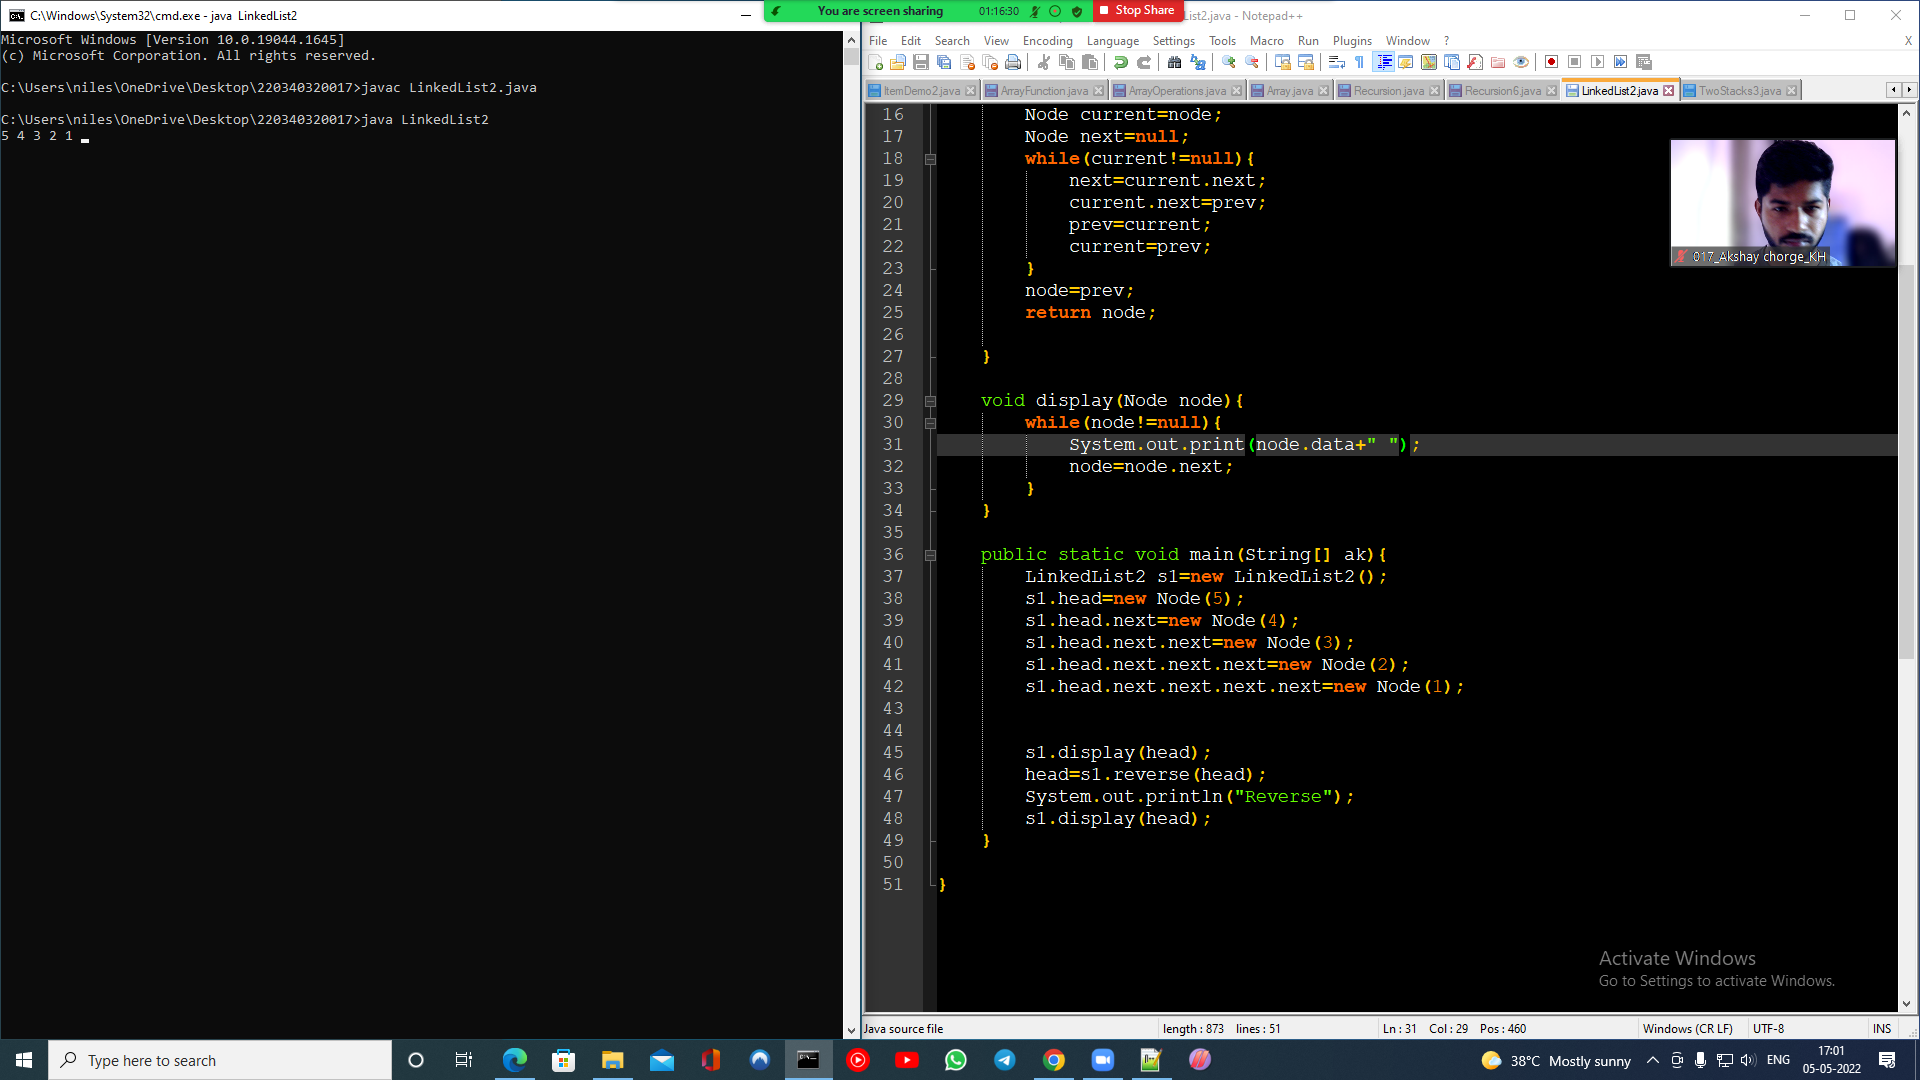 C:\Windows\System32\cmd.exe - java  LinkedList2
Microsoft Windows [Version 10.0.19044.1645]
(c) Microsoft Corporation. All rights reserved.
C:\Users\niles\OneDrive\Desktop\220340320017>javac LinkedList2.java
C:\Users\niles\OneDrive\Desktop\220340320017>java LinkedList2
5 4 3 2 1
You are screen sharing 01:16:30 Stop Share
List2.java - Notepad++
File Edit Search View Encoding Language Settings Tools Macro Run Plugins Window ? X
ItemDemo2.java ArrayFunction.java ArrayOperations.java Array.java Recursion.java Recursion6.java LinkedList2.java TwoStacks3.java
16 Node current=node;
17 Node next=null;
18 while(current!=null){
19 next=current.next;
20 current.next=prev;
21 prev=current;
22 current=prev;
23 }
24 node=prev;
25 return node;
26
27 }
28
29 void display(Node node){
30 while(node!=null){
31 System.out.print(node.data+" ");
32 node=node.next;
33 }
34 }
35
36 public static void main(String[] ak){
37 LinkedList2 s1=new LinkedList2();
38 s1.head=new Node(5);
39 s1.head.next=new Node(4);
40 s1.head.next.next=new Node(3);
41 s1.head.next.next.next=new Node(2);
42 s1.head.next.next.next.next=new Node(1);
43
44
45 s1.display(head);
46 head=s1.reverse(head);
47 System.out.println("Reverse");
48 s1.display(head);
49 }
50
51 }
017_Akshay chorge_KH
Activate Windows
Go to Settings to activate Windows.
Java source file length : 873 lines : 51 Ln : 31 Col : 29 Pos : 460 Windows (CR LF) UTF-8 INS
Type here to search
38°C Mostly sunny ENG 17:01
05-05-2022